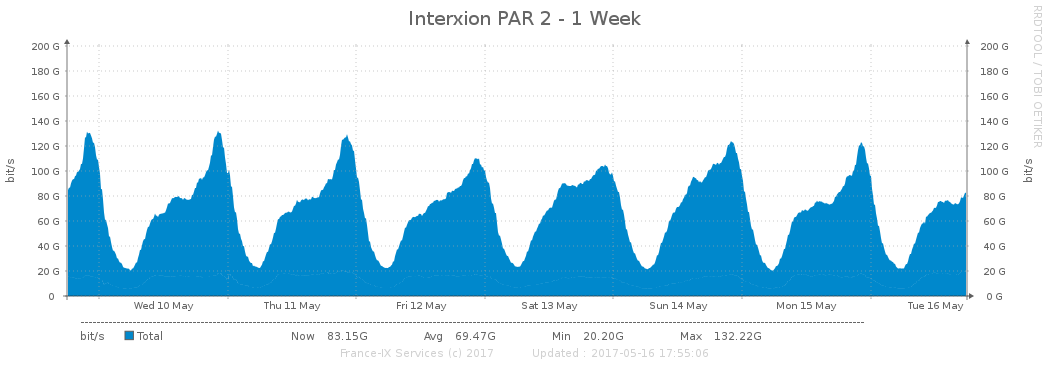 Interxion PAR 2 - 1 Week
RRDTOOL / TOBI OETIKER
bit/s
200 G 200 G
180 G 180 G
160 G 160 G
140 G 140 G
120 G 120 G
100 G 100 G
80 G 80 G
60 G 60 G
40 G 40 G
20 G 20 G
0 0 G
bit/s
Wed 10 May Thu 11 May Fri 12 May Sat 13 May Sun 14 May Mon 15 May Tue 16 May
bit/s Total Now 83.15G Avg 69.47G Min 20.20G Max 132.22G
France-IX Services (c) 2017 Updated : 2017-05-16 17:55:06